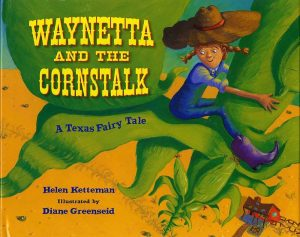 WAYNETTA
AND THE
CORNSTALK
A Texas Fairy Tale
Helen Ketteman
Illustrated by
Diane Greenseid